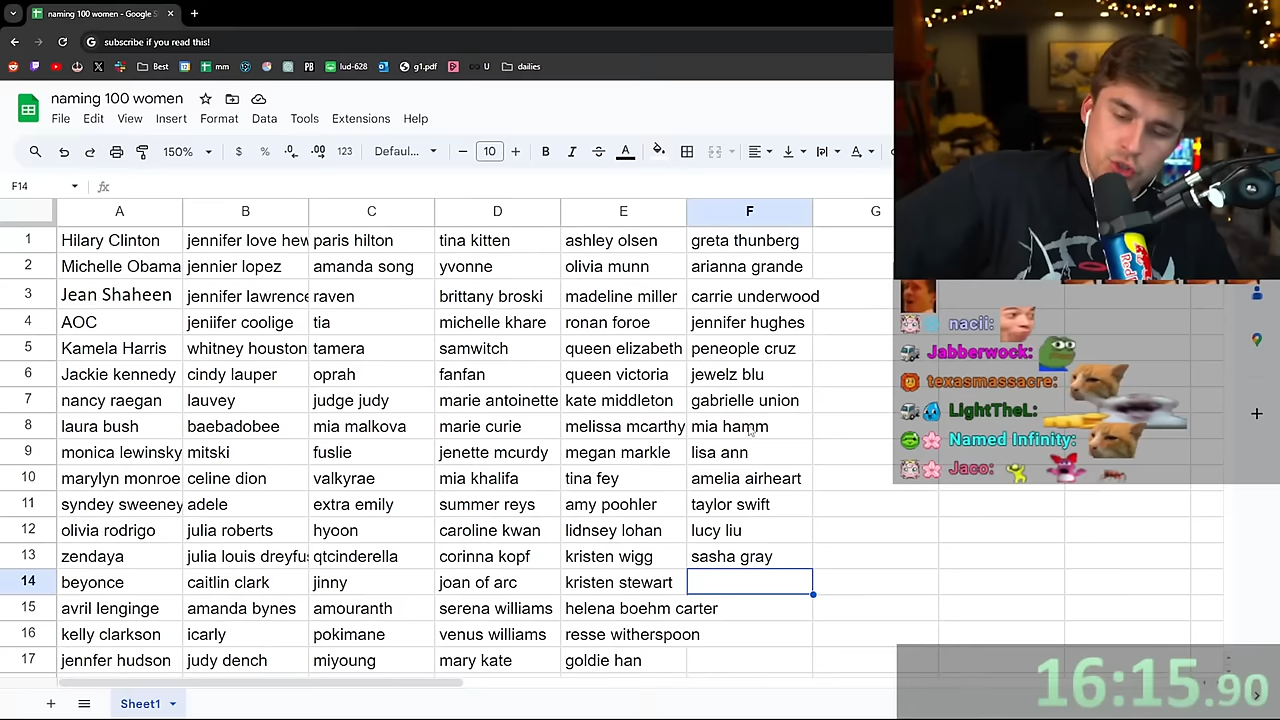 naming 100 women - Google S
subscribe if you read this!
Best
mm
lud-628
g1.pdf
U
dailies
naming 100 women
File Edit View Insert Format Data Tools Extensions Help
150% $ % .0 .00 123 Defaul... − 10 + B I A
F14 fx
A B C D E F G
1 Hilary Clinton jennifer love hew paris hilton tina kitten ashley olsen greta thunberg
2 Michelle Obama jennier lopez amanda song yvonne olivia munn arianna grande
3 Jean Shaheen jennifer lawrence raven brittany broski madeline miller carrie underwood
4 AOC jeniifer coolige tia michelle khare ronan foroe jennifer hughes
5 Kamela Harris whitney houston tamera samwitch queen elizabeth peneople cruz
6 Jackie kennedy cindy lauper oprah fanfan queen victoria jewelz blu
7 nancy raegan lauvey judge judy marie antoinette kate middleton gabrielle union
8 laura bush baebadobee mia malkova marie curie melissa mcarthy mia hamm
9 monica lewinsky mitski fuslie jenette mcurdy megan markle lisa ann
10 marylyn monroe celine dion valkyrae mia khalifa tina fey amelia airheart
11 syndey sweeney adele extra emily summer reys amy poohler taylor swift
12 olivia rodrigo julia roberts hyoon caroline kwan lidnsey lohan lucy liu
13 zendaya julia louis dreyfus qtcinderella corinna kopf kristen wigg sasha gray
14 beyonce caitlin clark jinny joan of arc kristen stewart
15 avril lenginge amanda bynes amouranth serena williams helena boehm carter
16 kelly clarkson icarly pokimane venus williams resse witherspoon
17 jennfer hudson judy dench miyoung mary kate goldie han
Sheet1
nacii:
Jabberwock:
texasmassacre:
LightTheL:
Named Infinity:
Jaco:
Red
16:15.90